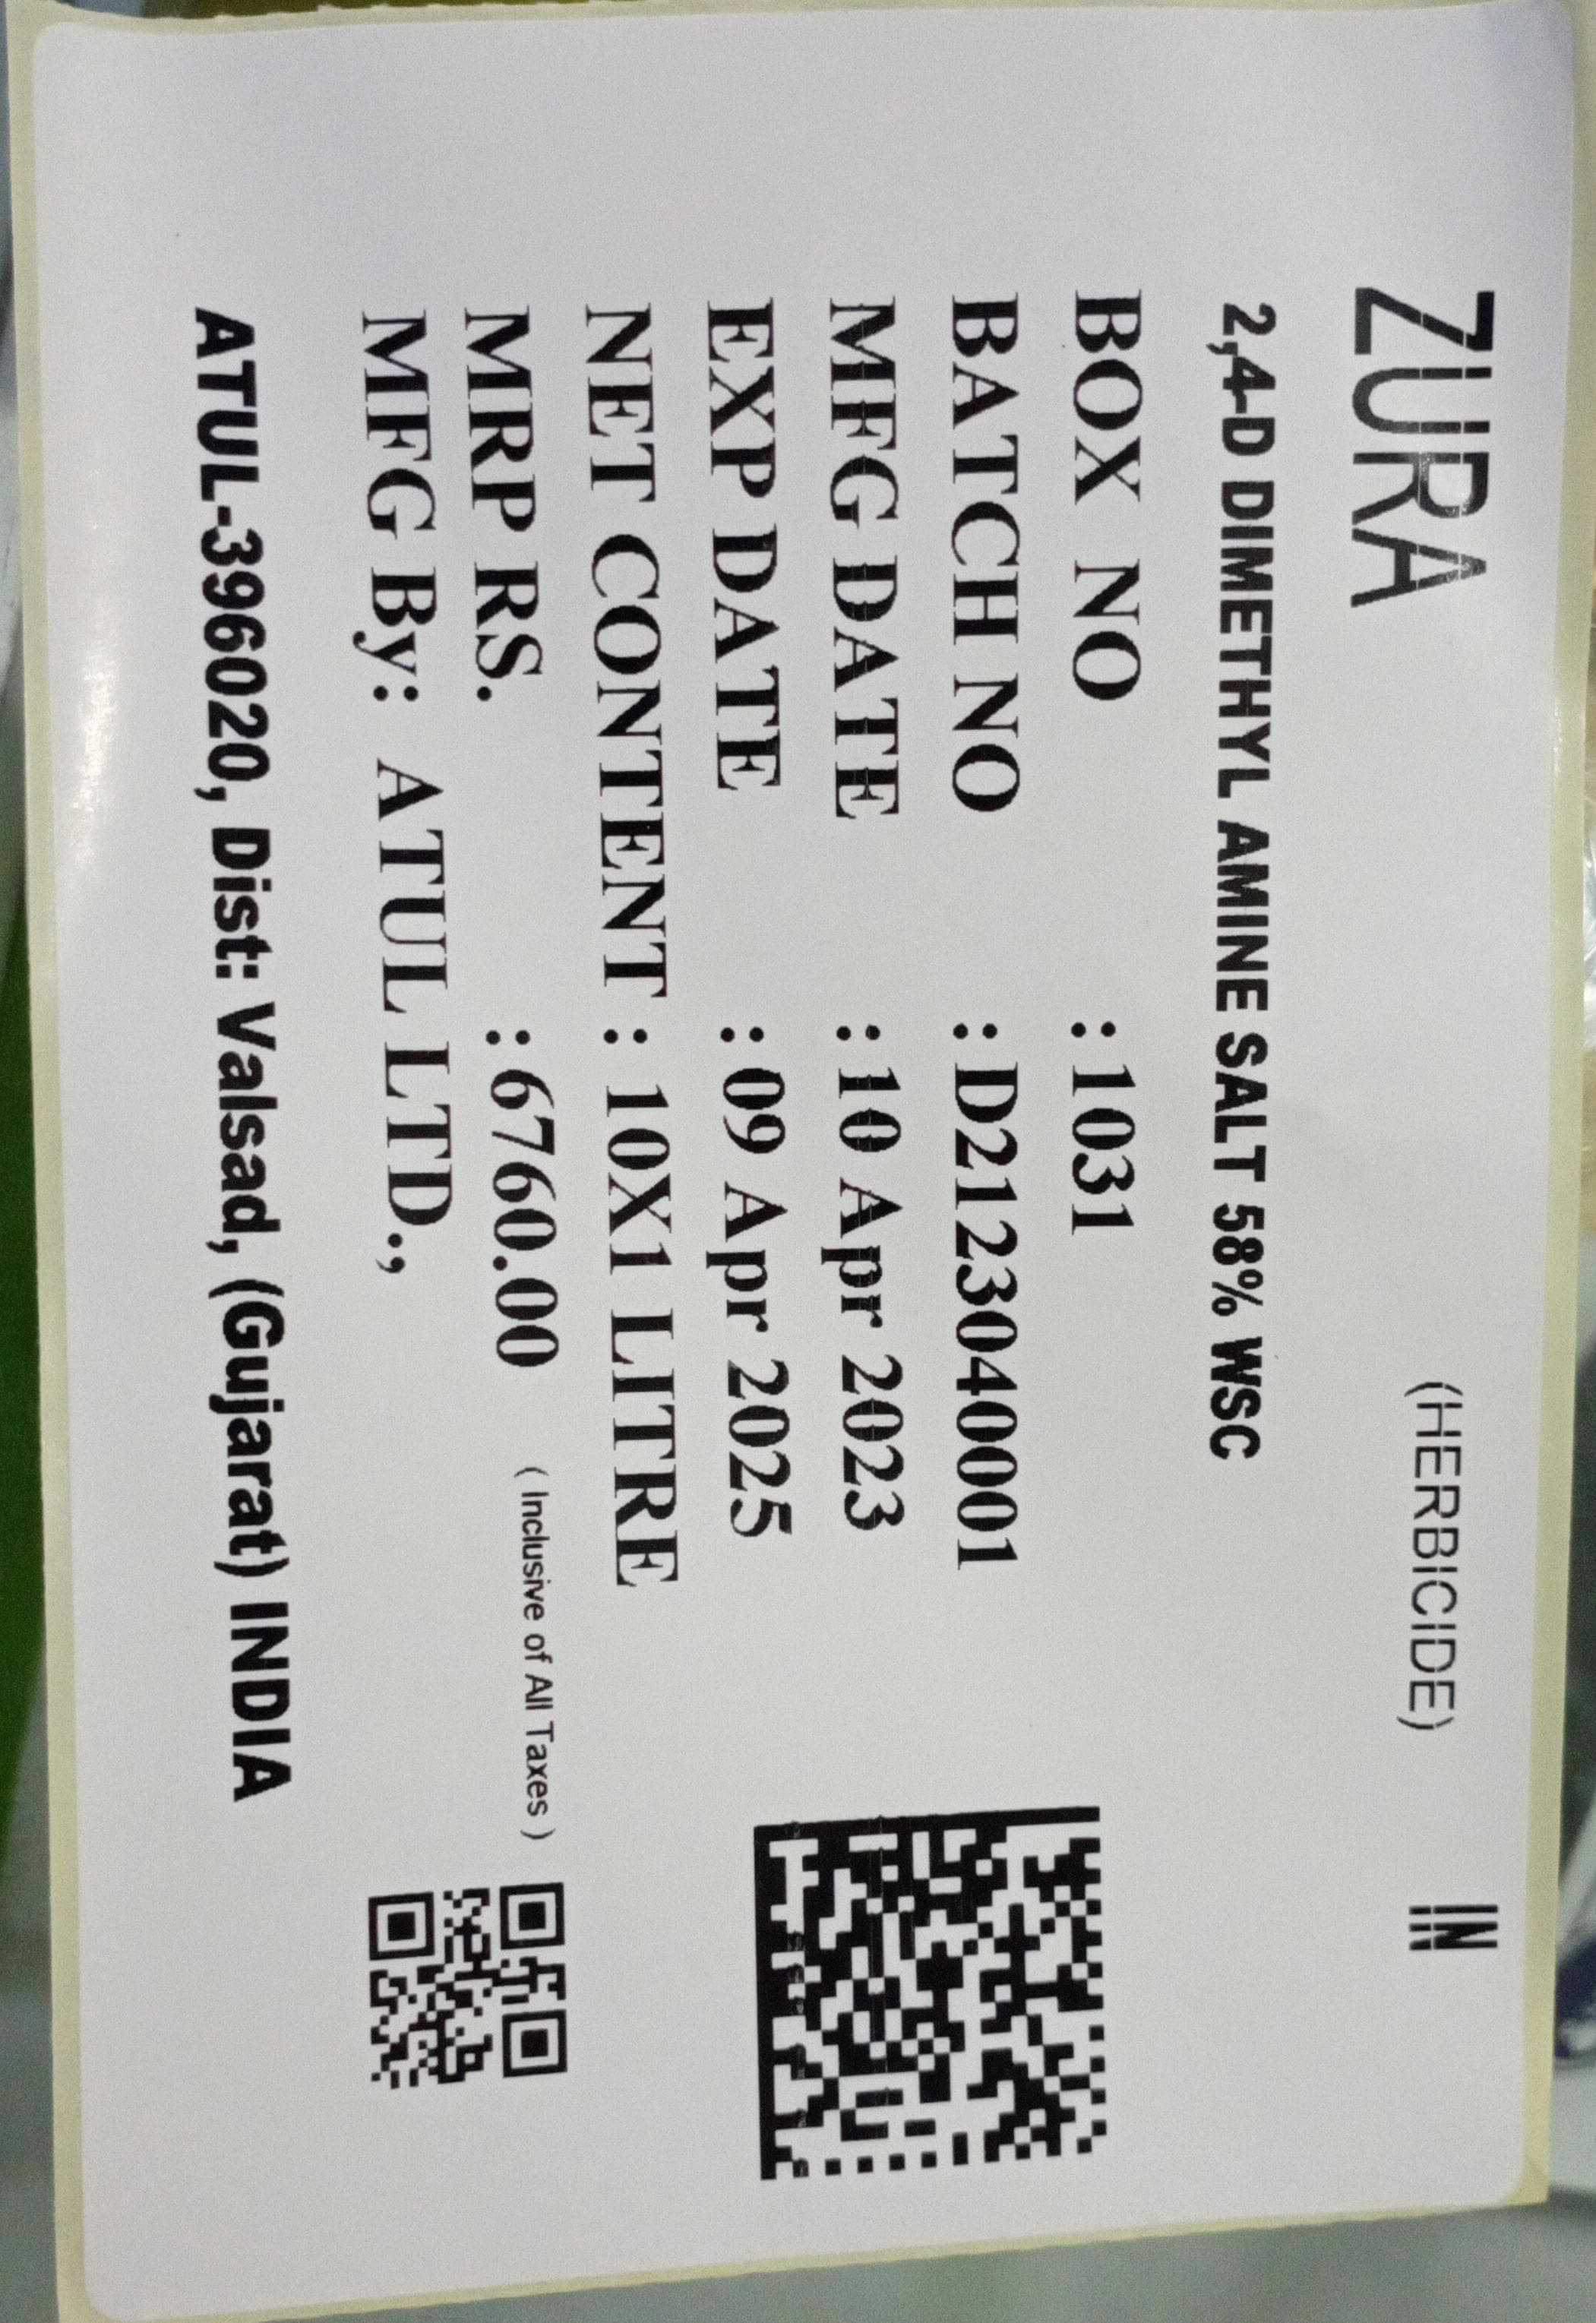 ZURA (HERBICIDE) IN
2,4-D DIMETHYL AMINE SALT 58% WSC
BOX NO : 1031
BATCH NO : D2123040001
MFG DATE : 10 Apr 2023
EXP DATE : 09 Apr 2025
NET CONTENT : 10X1 LITRE
MRP RS. : 6760.00 ( Inclusive of All Taxes )
MFG By: ATUL LTD.,
ATUL-396020, Dist: Valsad, (Gujarat) INDIA